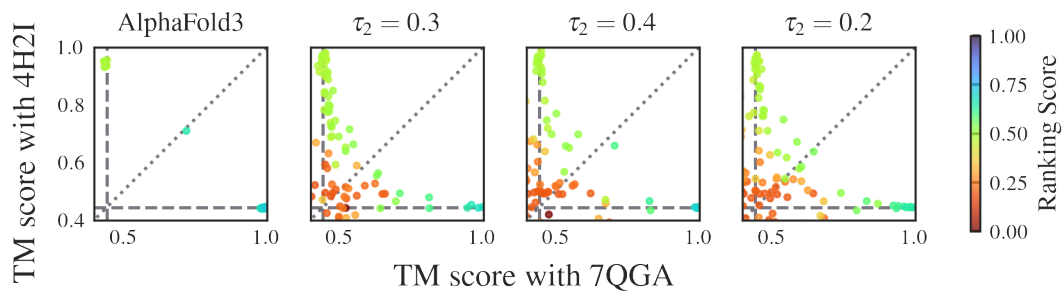 AlphaFold3
τ₂ = 0.3
τ₂ = 0.4
τ₂ = 0.2
TM score with 4H2I
1.0
0.8
0.6
0.4
0.5 1.0
0.5 1.0
0.5 1.0
0.5 1.0
TM score with 7QGA
1.00
0.75
0.50
0.25
0.00
Ranking Score